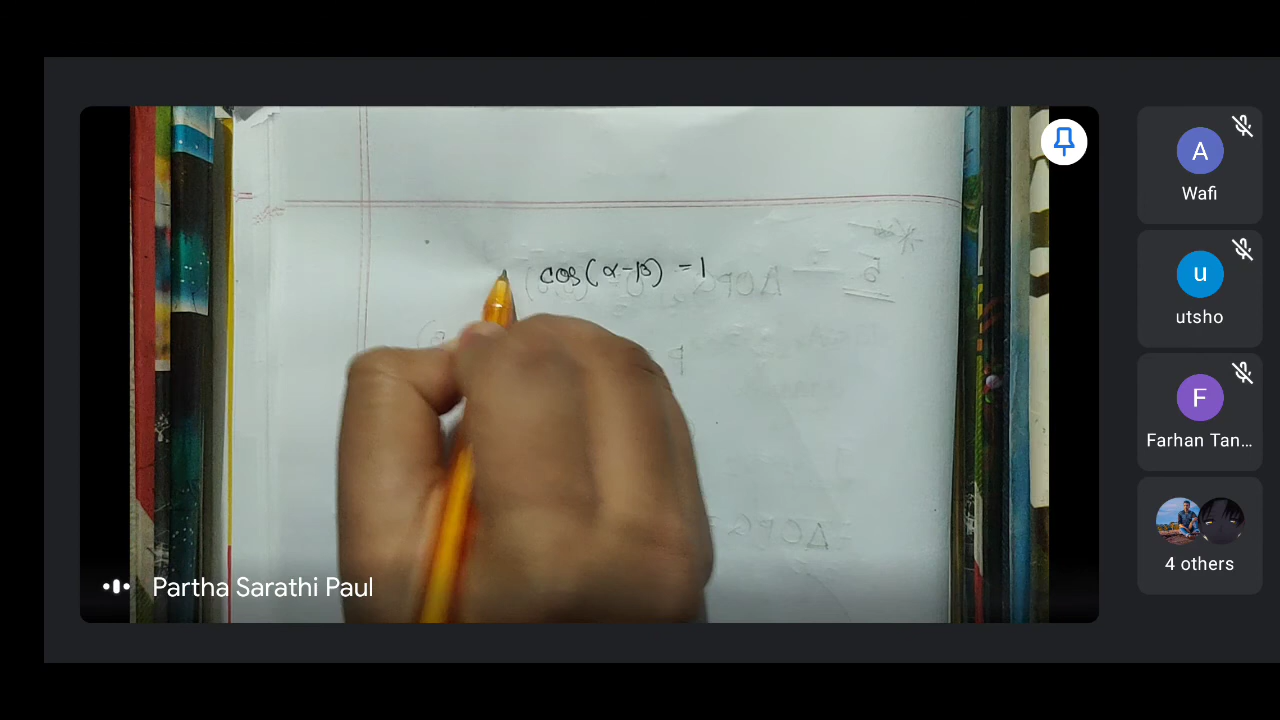 cos(α-β) = 1
A
Wafi
u
utsho
F
Farhan Tan...
4 others
Partha Sarathi Paul